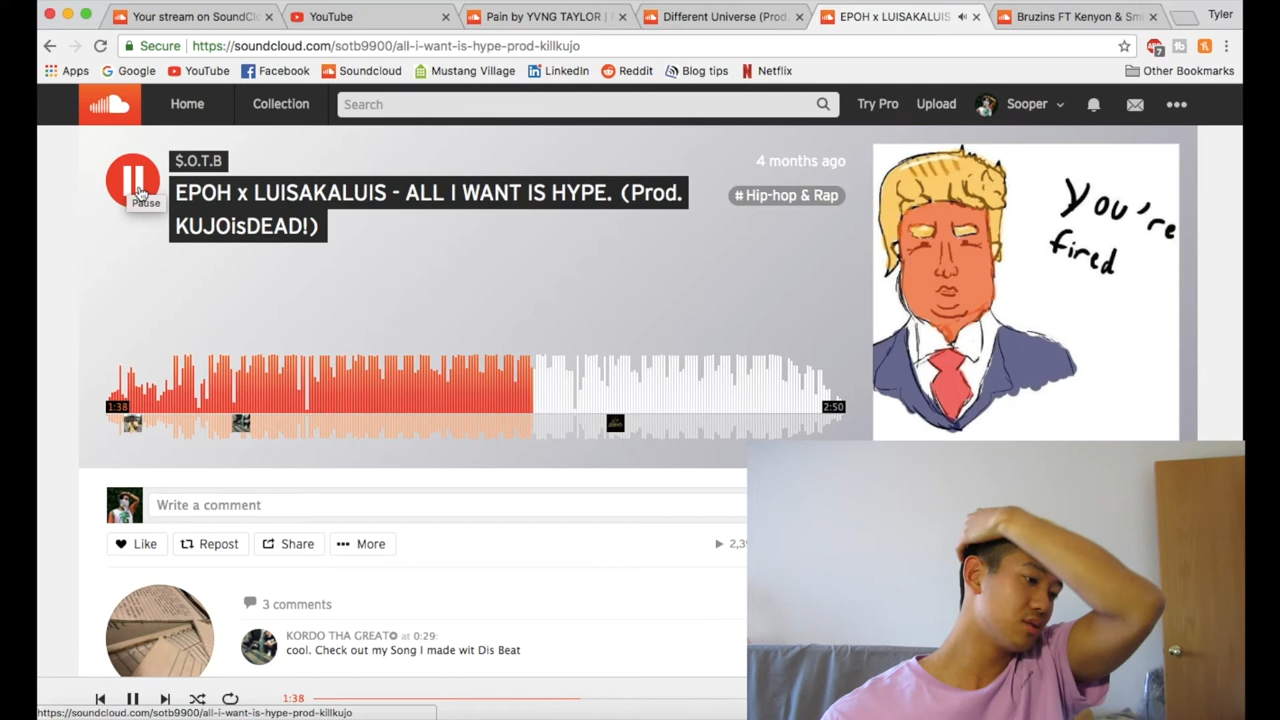 Your stream on SoundCl
YouTube
Pain by YVNG TAYLOR |
Different Universe (Prod.
EPOH x LUISAKALUIS
Bruzins FT Kenyon & Smi
Tyler
Secure
https://soundcloud.com/sotb9900/all-i-want-is-hype-prod-killkujo
7
Apps
Google
YouTube
Facebook
Soundcloud
Mustang Village
LinkedIn
Reddit
Blog tips
Netflix
Other Bookmarks
Home
Collection
Search
Try Pro
Upload
Sooper
$.O.T.B
4 months ago
EPOH x LUISAKALUIS - ALL I WANT IS HYPE. (Prod.
KUJOisDEAD!)
# Hip-hop & Rap
Pause
You're
fired
1:38
2:50
Write a comment
Like
Repost
Share
More
3 comments
KORDO THA GREAT✪ at 0:29:
cool. Check out my Song I made wit Dis Beat
1:38
https://soundcloud.com/sotb9900/all-i-want-is-hype-prod-killkujo